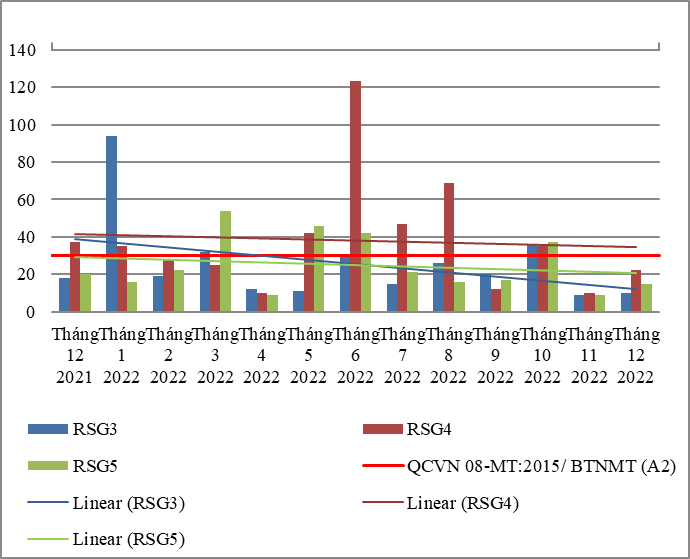 140
120
100
80
60
40
20
0
Tháng Tháng Tháng Tháng Tháng Tháng Tháng Tháng Tháng Tháng Tháng Tháng Tháng
12 1 2 3 4 5 6 7 8 9 10 11 12
2021 2022 2022 2022 2022 2022 2022 2022 2022 2022 2022 2022 2022
RSG3 RSG4
RSG5 QCVN 08-MT:2015/ BTNMT (A2)
Linear (RSG3) Linear (RSG4)
Linear (RSG5)